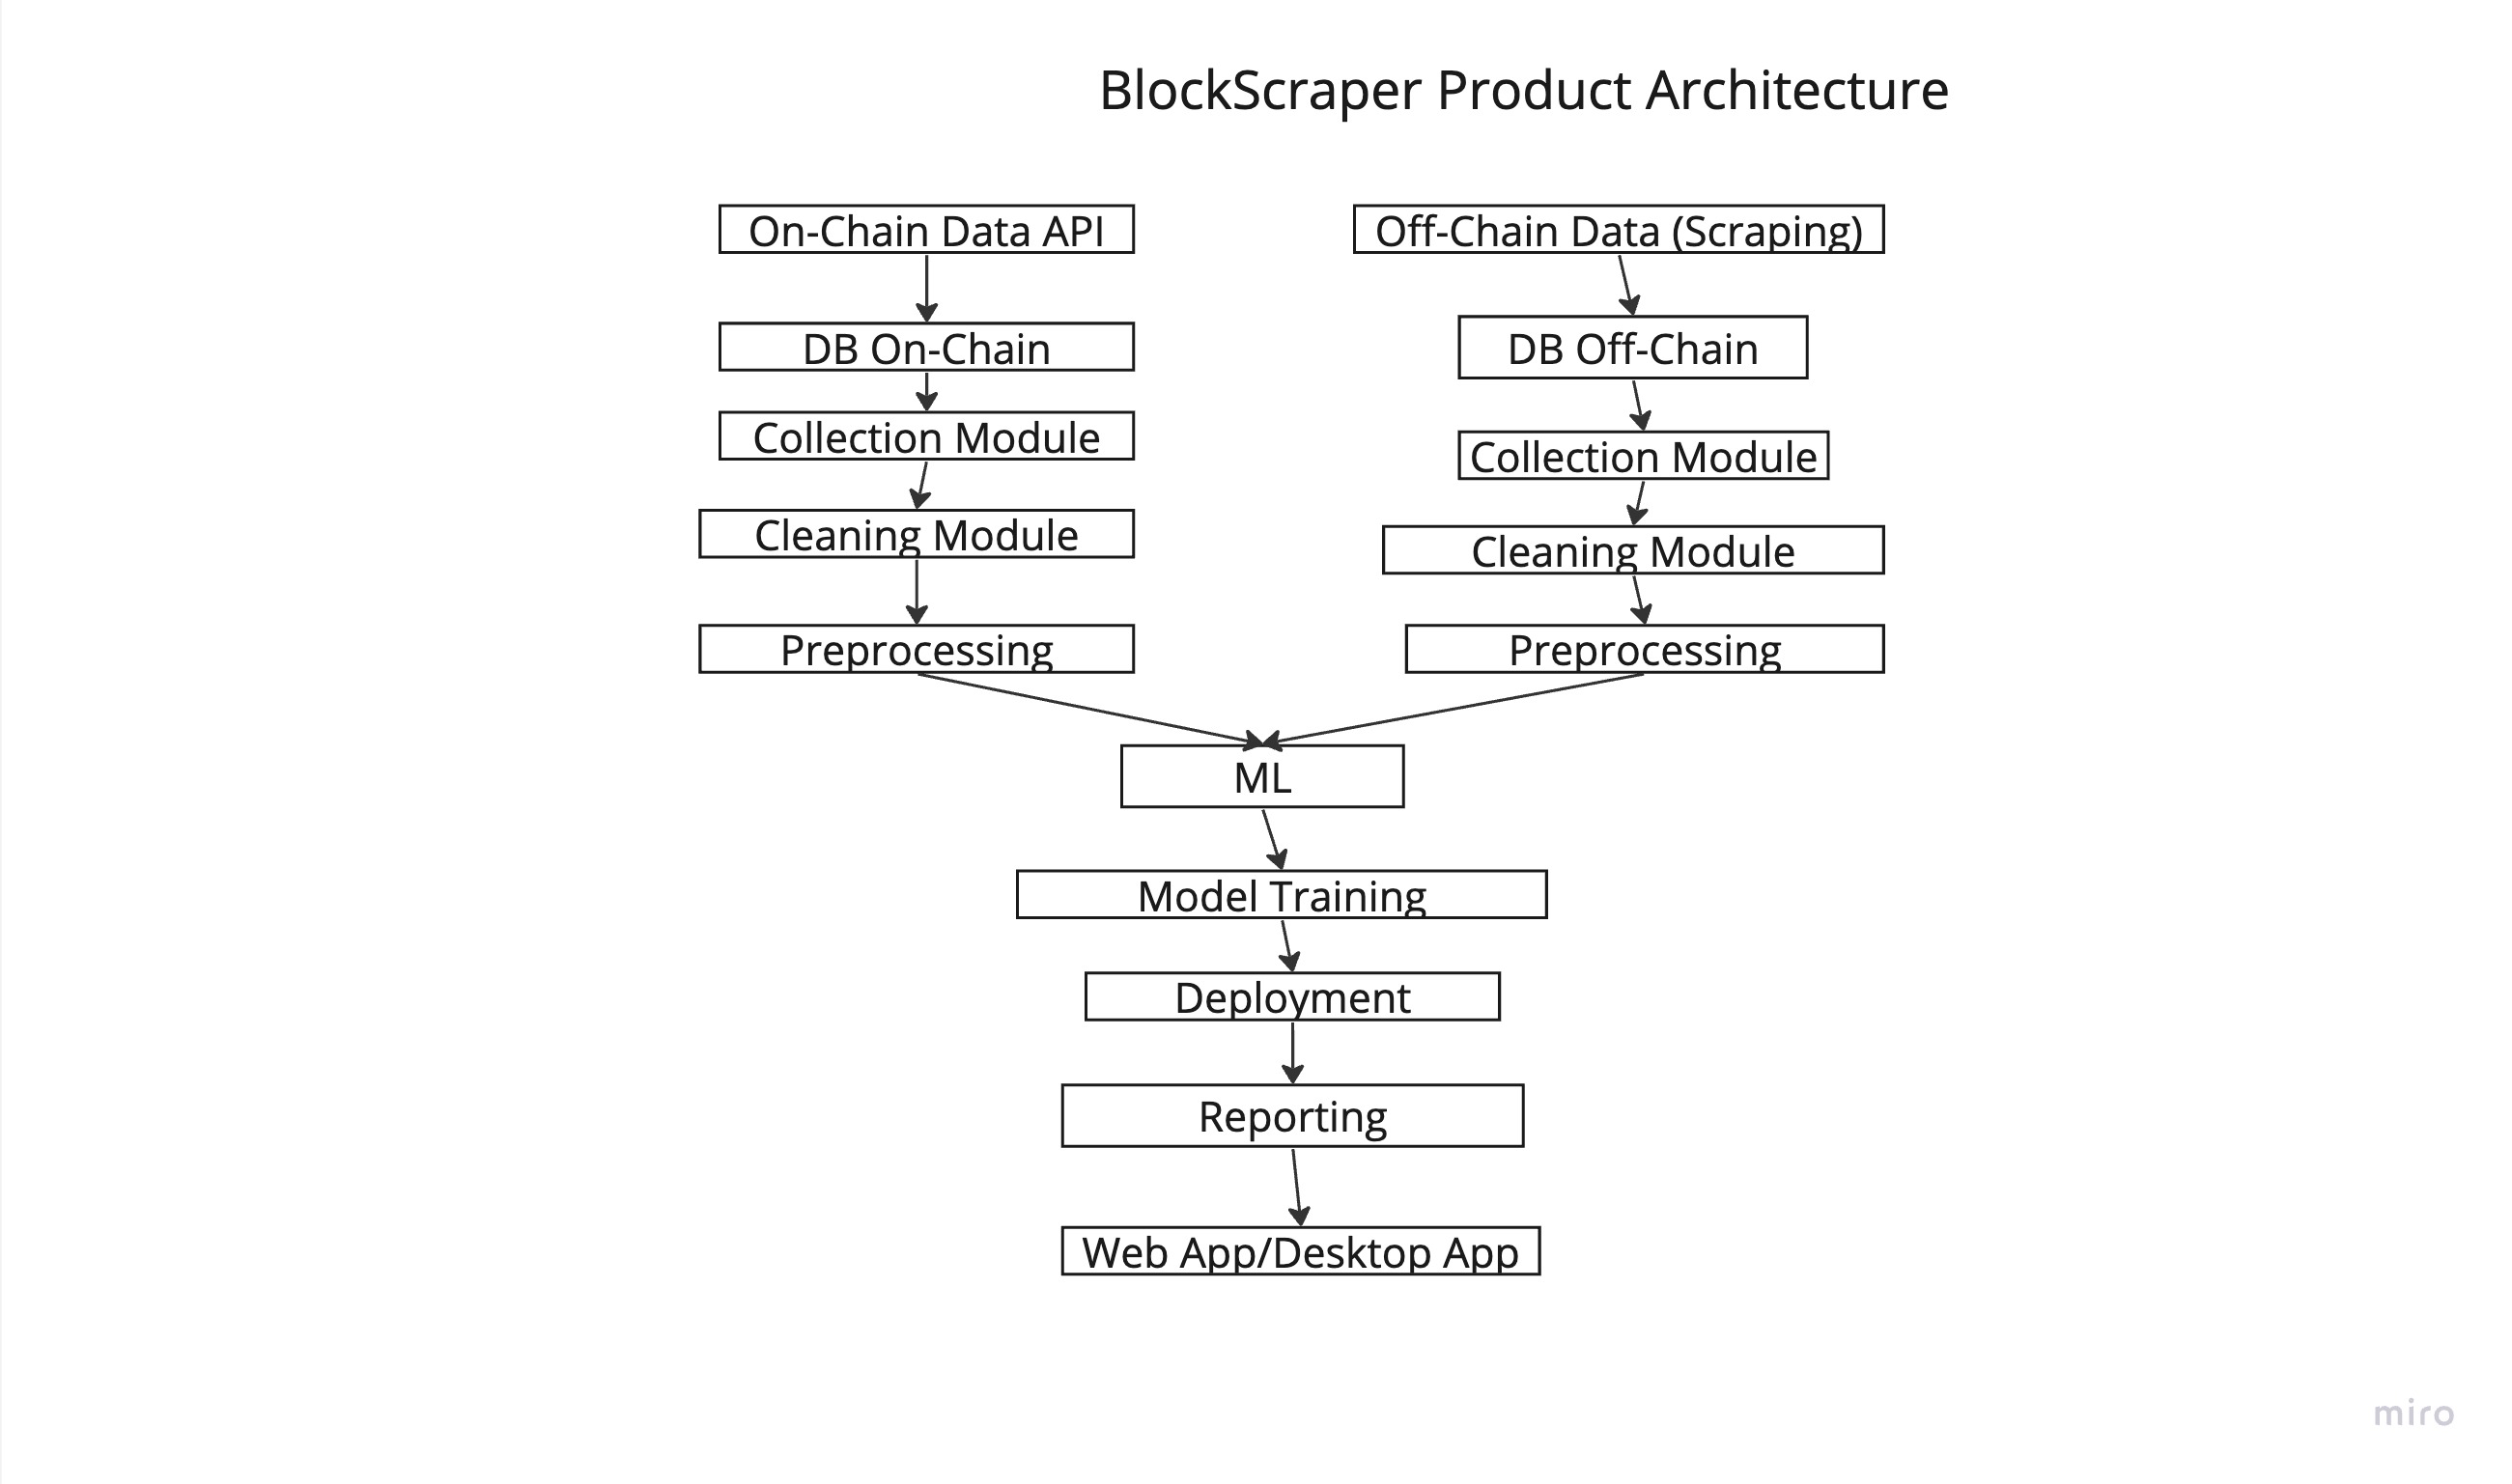 BlockScraper Product Architecture
On-Chain Data API
Off-Chain Data (Scraping)
DB On-Chain
DB Off-Chain
Collection Module
Collection Module
Cleaning Module
Cleaning Module
Preprocessing
Preprocessing
ML
Model Training
Deployment
Reporting
Web App/Desktop App
miro